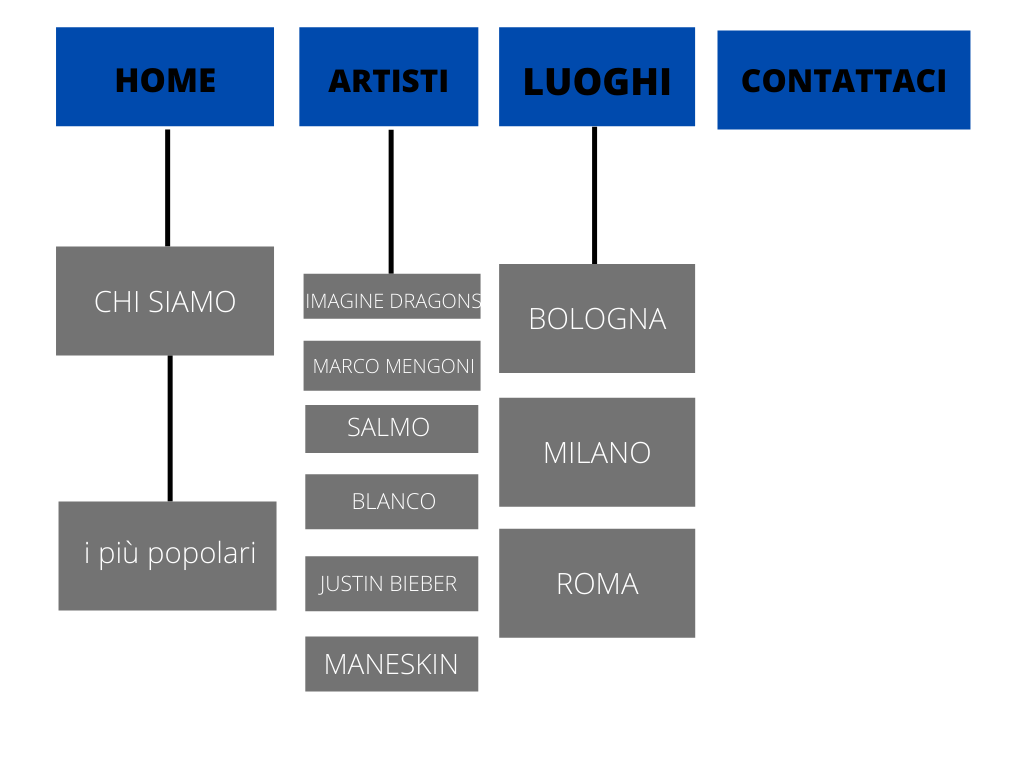 HOME
ARTISTI
LUOGHI
CONTATTACI
CHI SIAMO
i più popolari
IMAGINE DRAGONS
MARCO MENGONI
SALMO
BLANCO
JUSTIN BIEBER
MANESKIN
BOLOGNA
MILANO
ROMA